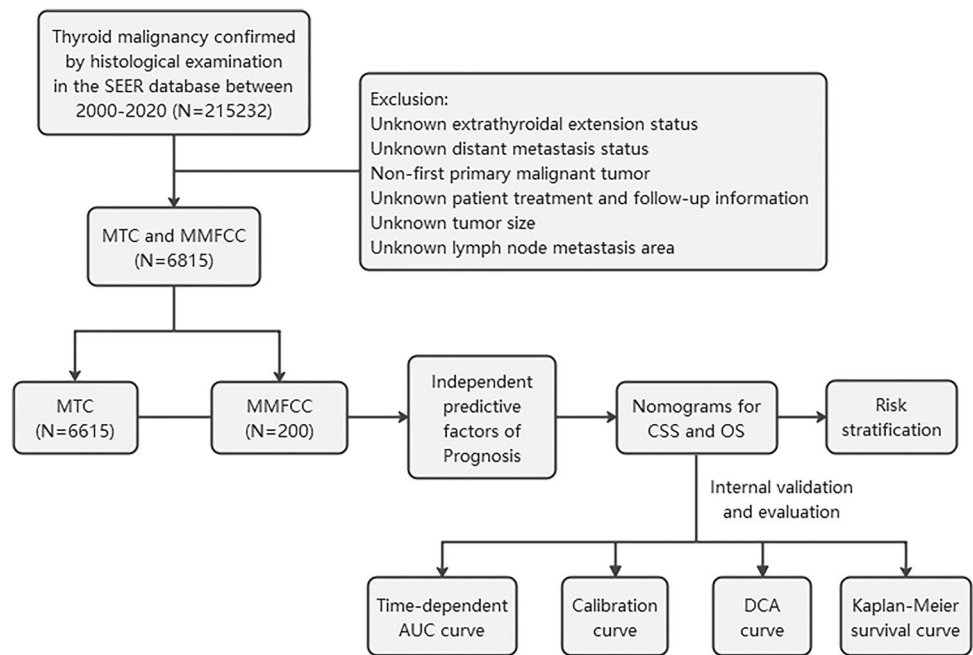 Thyroid malignancy confirmed
by histological examination
in the SEER database between
2000-2020 (N=215232)
Exclusion:
Unknown extrathyroidal extension status
Unknown distant metastasis status
Non-first primary malignant tumor
Unknown patient treatment and follow-up information
Unknown tumor size
Unknown lymph node metastasis area
MTC and MMFCC
(N=6815)
MTC
(N=6615)
MMFCC
(N=200)
Independent
predictive
factors of
Prognosis
Nomograms for
CSS and OS
Risk
stratification
Internal validation
and evaluation
Time-dependent
AUC curve
Calibration
curve
DCA
curve
Kaplan-Meier
survival curve